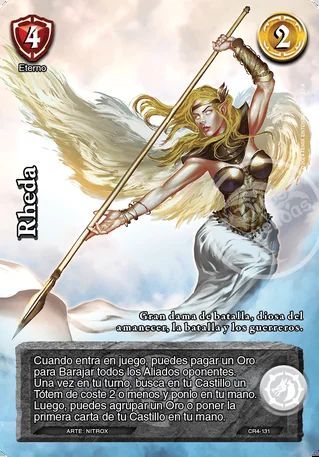 4
2
Eterno
Rheda
Gran dama de batalla, diosa del
amanecer, la batalla y los guerreros.
Cuando entra en juego, puedes pagar un Oro
para Barajar todos los Aliados oponentes.
Una vez en tu turno, busca en tu Castillo un
Tótem de coste 2 o menos y ponlo en tu mano.
Luego, puedes agrupar un Oro o poner la
primera carta de tu Castillo en tu mano.
ARTE: NITROX
CR4-131